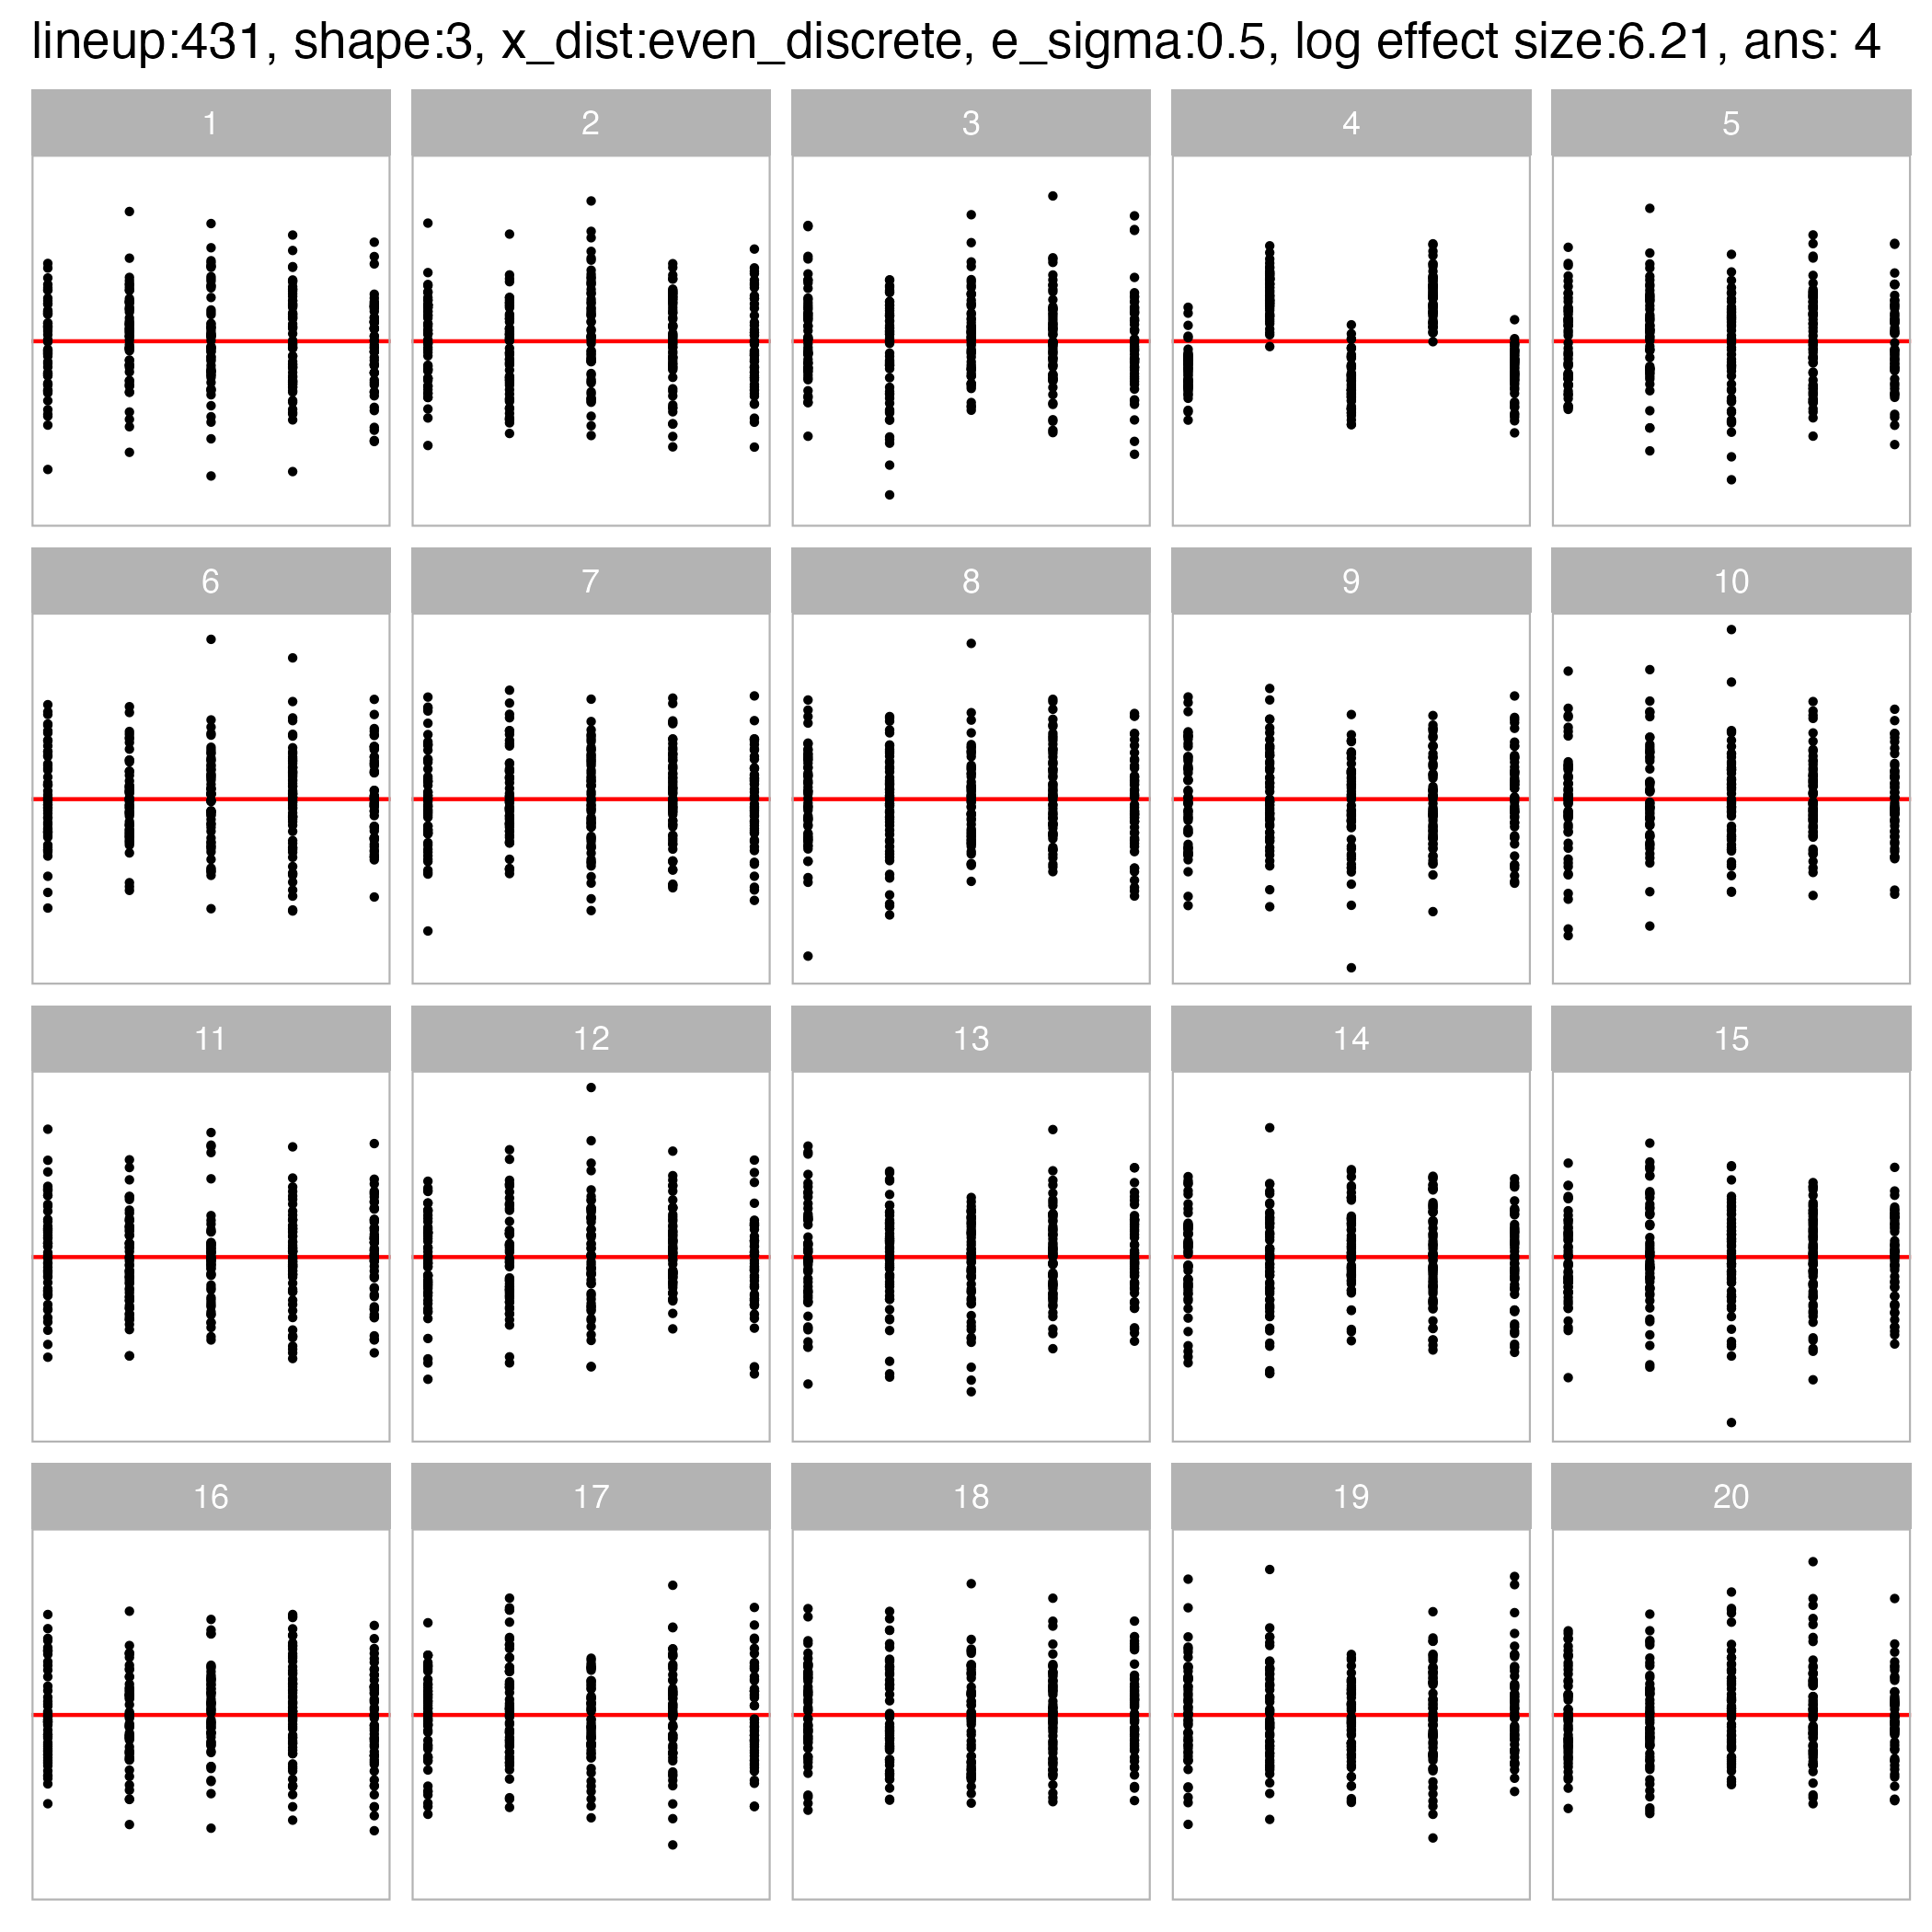 lineup:431, shape:3, x_dist:even_discrete, e_sigma:0.5, log effect size:6.21, ans: 4
1 2 3 4 5
6 7 8 9 10
11 12 13 14 15
16 17 18 19 20